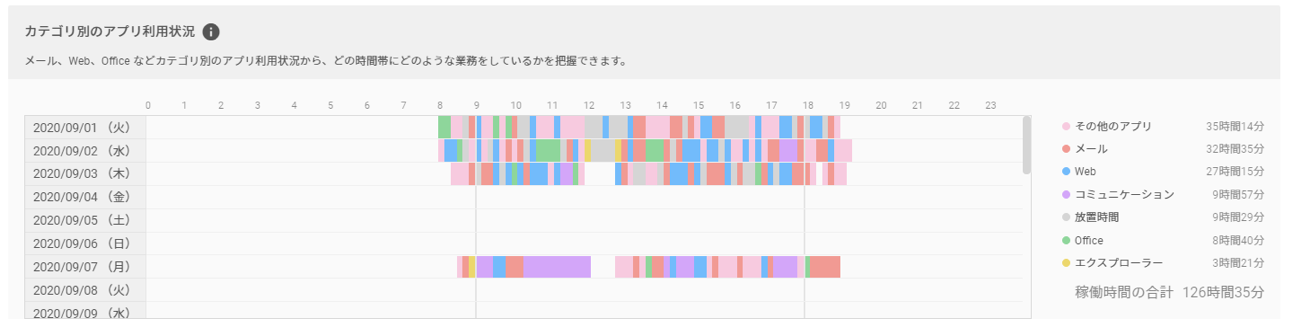 カテゴリ別のアプリ利用状況 i
メール、Web、Office などカテゴリ別のアプリ利用状況から、どの時間帯にどのような業務をしているかを把握できます。
0 1 2 3 4 5 6 7 8 9 10 11 12 13 14 15 16 17 18 19 20 21 22 23
2020/09/01 （火）
2020/09/02 （水）
2020/09/03 （木）
2020/09/04 （金）
2020/09/05 （土）
2020/09/06 （日）
2020/09/07 （月）
2020/09/08 （火）
2020/09/09 （水）
その他のアプリ 35時間14分
メール 32時間35分
Web 27時間15分
コミュニケーション 9時間57分
放置時間 9時間29分
Office 8時間40分
エクスプローラー 3時間21分
稼働時間の合計 126時間35分